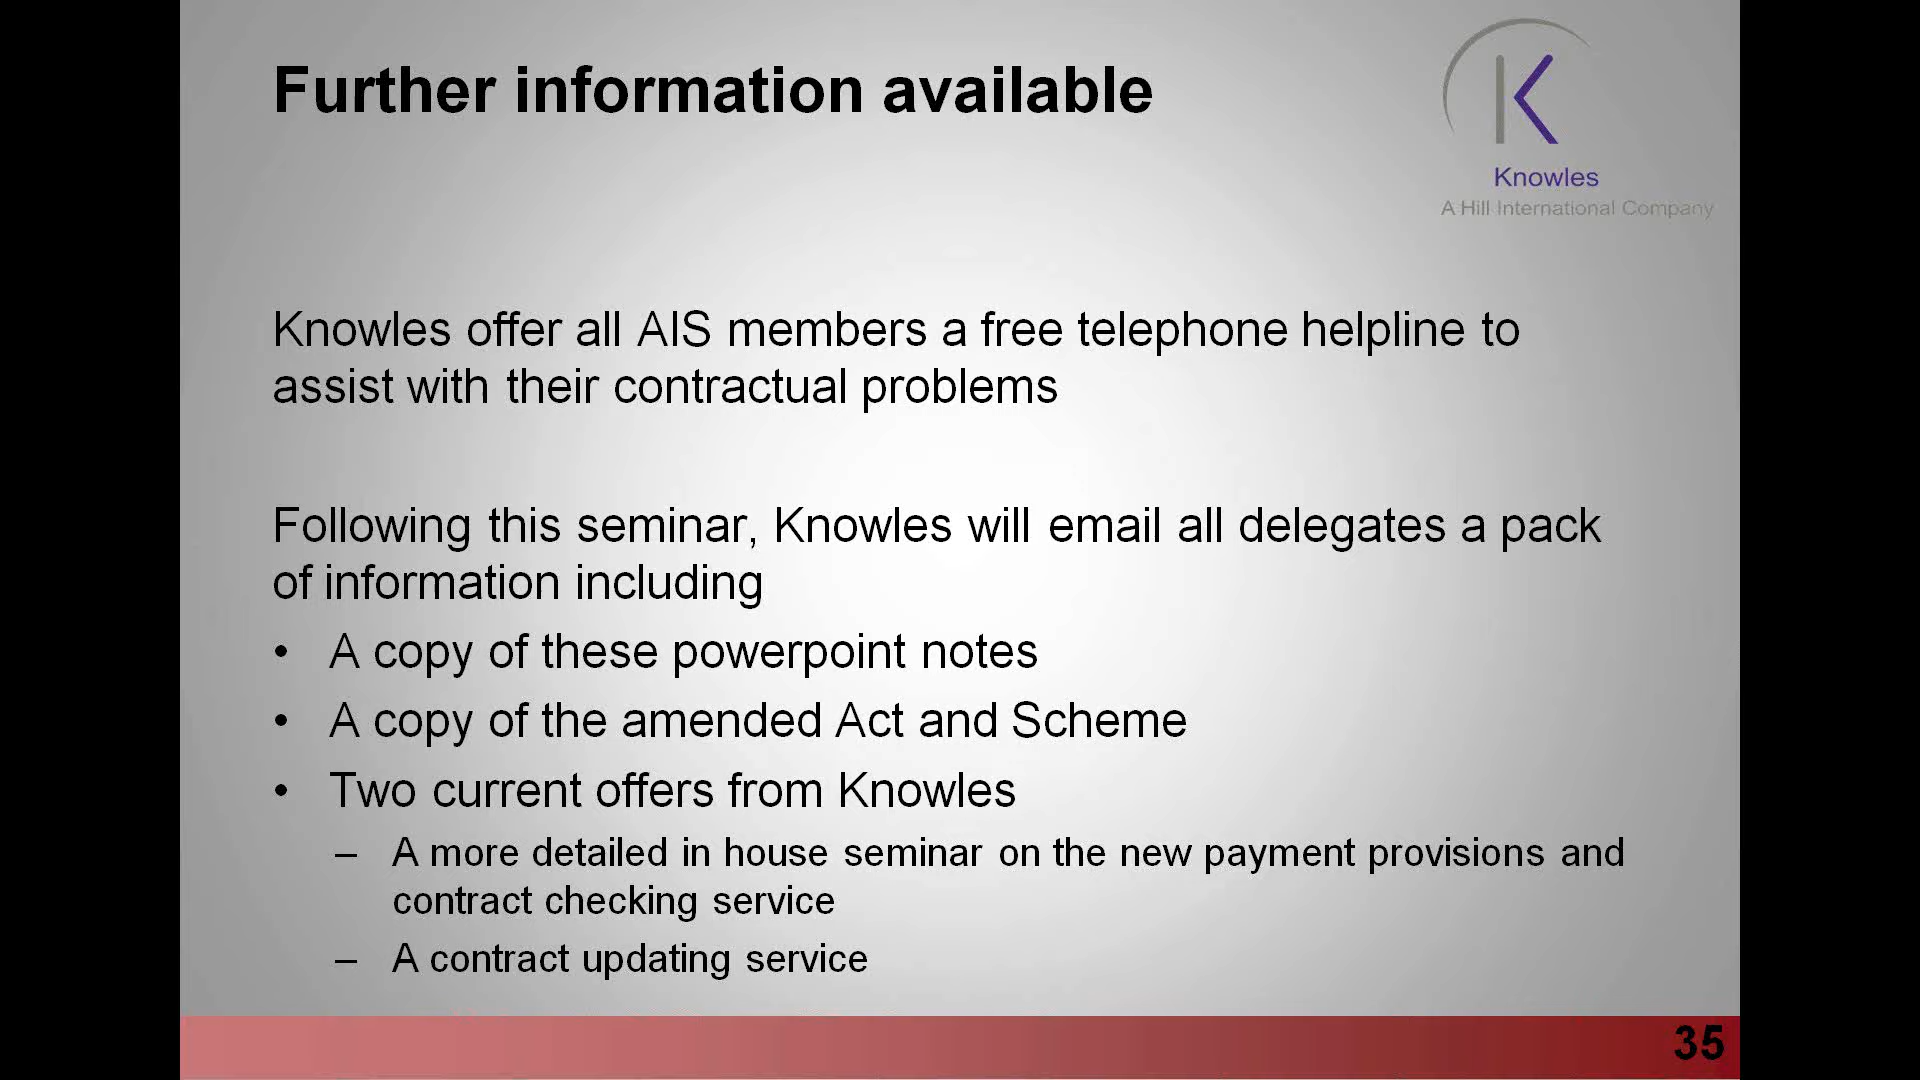 Further information available
Knowles
A Hill International Company
Knowles offer all AIS members a free telephone helpline to
assist with their contractual problems
Following this seminar, Knowles will email all delegates a pack
of information including
• A copy of these powerpoint notes
• A copy of the amended Act and Scheme
• Two current offers from Knowles
– A more detailed in house seminar on the new payment provisions and
contract checking service
– A contract updating service
35